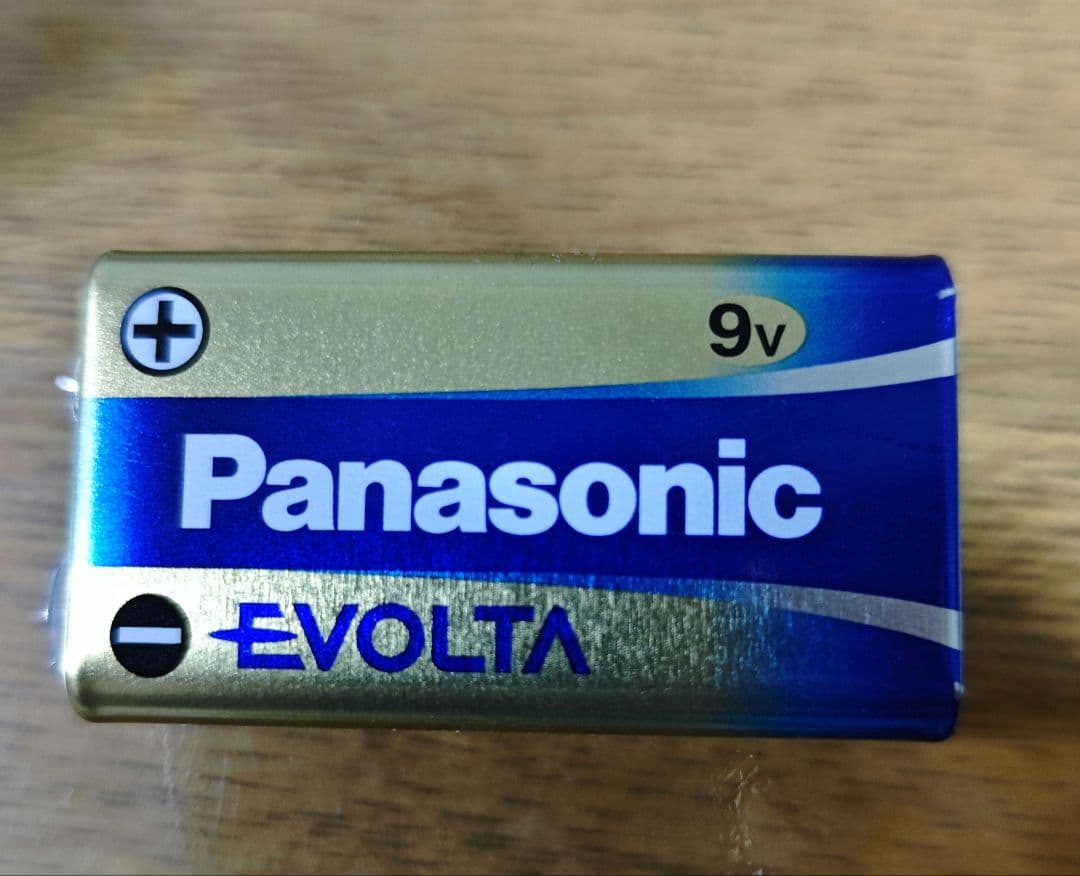 +
9V
Panasonic
−
EVOLTA